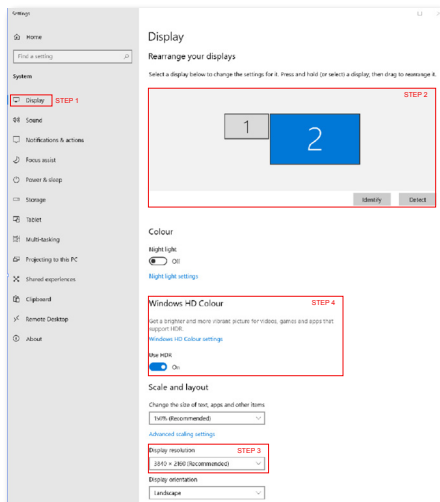 Settings
Home
Find a setting
System
Display STEP 1
Sound
Notifications & actions
Focus assist
Power & sleep
Storage
Tablet
Multi-tasking
Projecting to this PC
Shared experiences
Clipboard
Remote Desktop
About
Display
Rearrange your displays
Select a display below to change the settings for it. Press and hold (or select) a display, then drag to rearrange it.
STEP 2
1
2
Identify
Detect
Colour
Night light
Off
Night light settings
Windows HD Colour STEP 4
Get a brighter and more vibrant picture for videos, games and apps that
support HDR.
Windows HD Colour settings
Use HDR
On
Scale and layout
Change the size of text, apps and other items
(Recommended)
Advanced scaling settings
Display resolution STEP 3
3840 × 2160 (Recommended)
Display orientation
Landscape